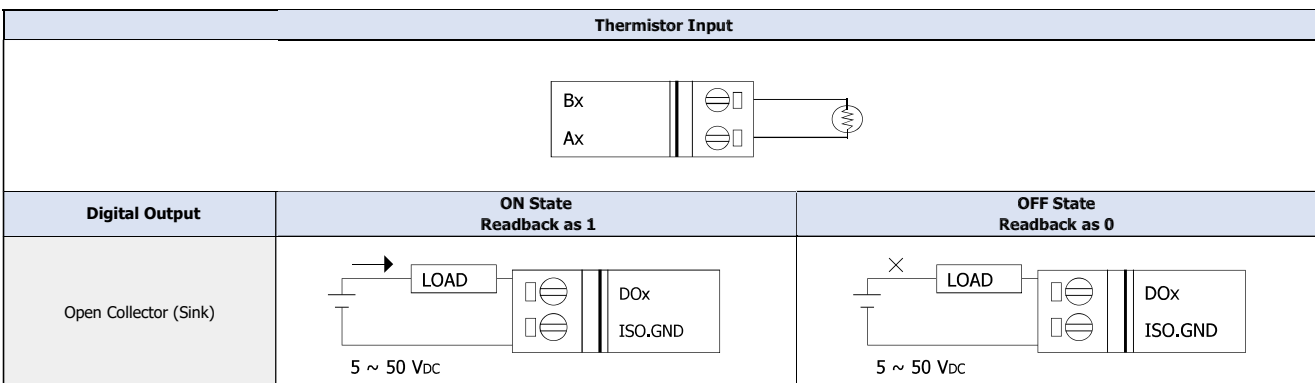 Thermistor Input
Bx
Ax
Digital Output
ON State
Readback as 1
OFF State
Readback as 0
Open Collector (Sink)
LOAD
DOx
ISO.GND
5 ~ 50 VDC
LOAD
DOx
ISO.GND
5 ~ 50 VDC